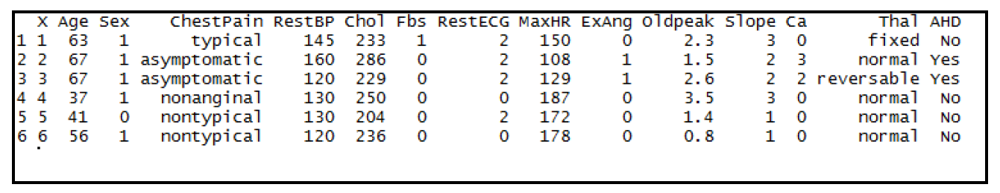 X Age Sex ChestPain RestBP Chol Fbs RestECG MaxHR ExAng Oldpeak Slope Ca Thal AHD
1 1 63 1 typical 145 233 1 2 150 0 2.3 3 0 fixed No
2 2 67 1 asymptomatic 160 286 0 2 108 1 1.5 2 3 normal Yes
3 3 67 1 asymptomatic 120 229 0 2 129 1 2.6 2 2 reversable Yes
4 4 37 1 nonanginal 130 250 0 0 187 0 3.5 3 0 normal No
5 5 41 0 nontypical 130 204 0 2 172 0 1.4 1 0 normal No
6 6 56 1 nontypical 120 236 0 0 178 0 0.8 1 0 normal No